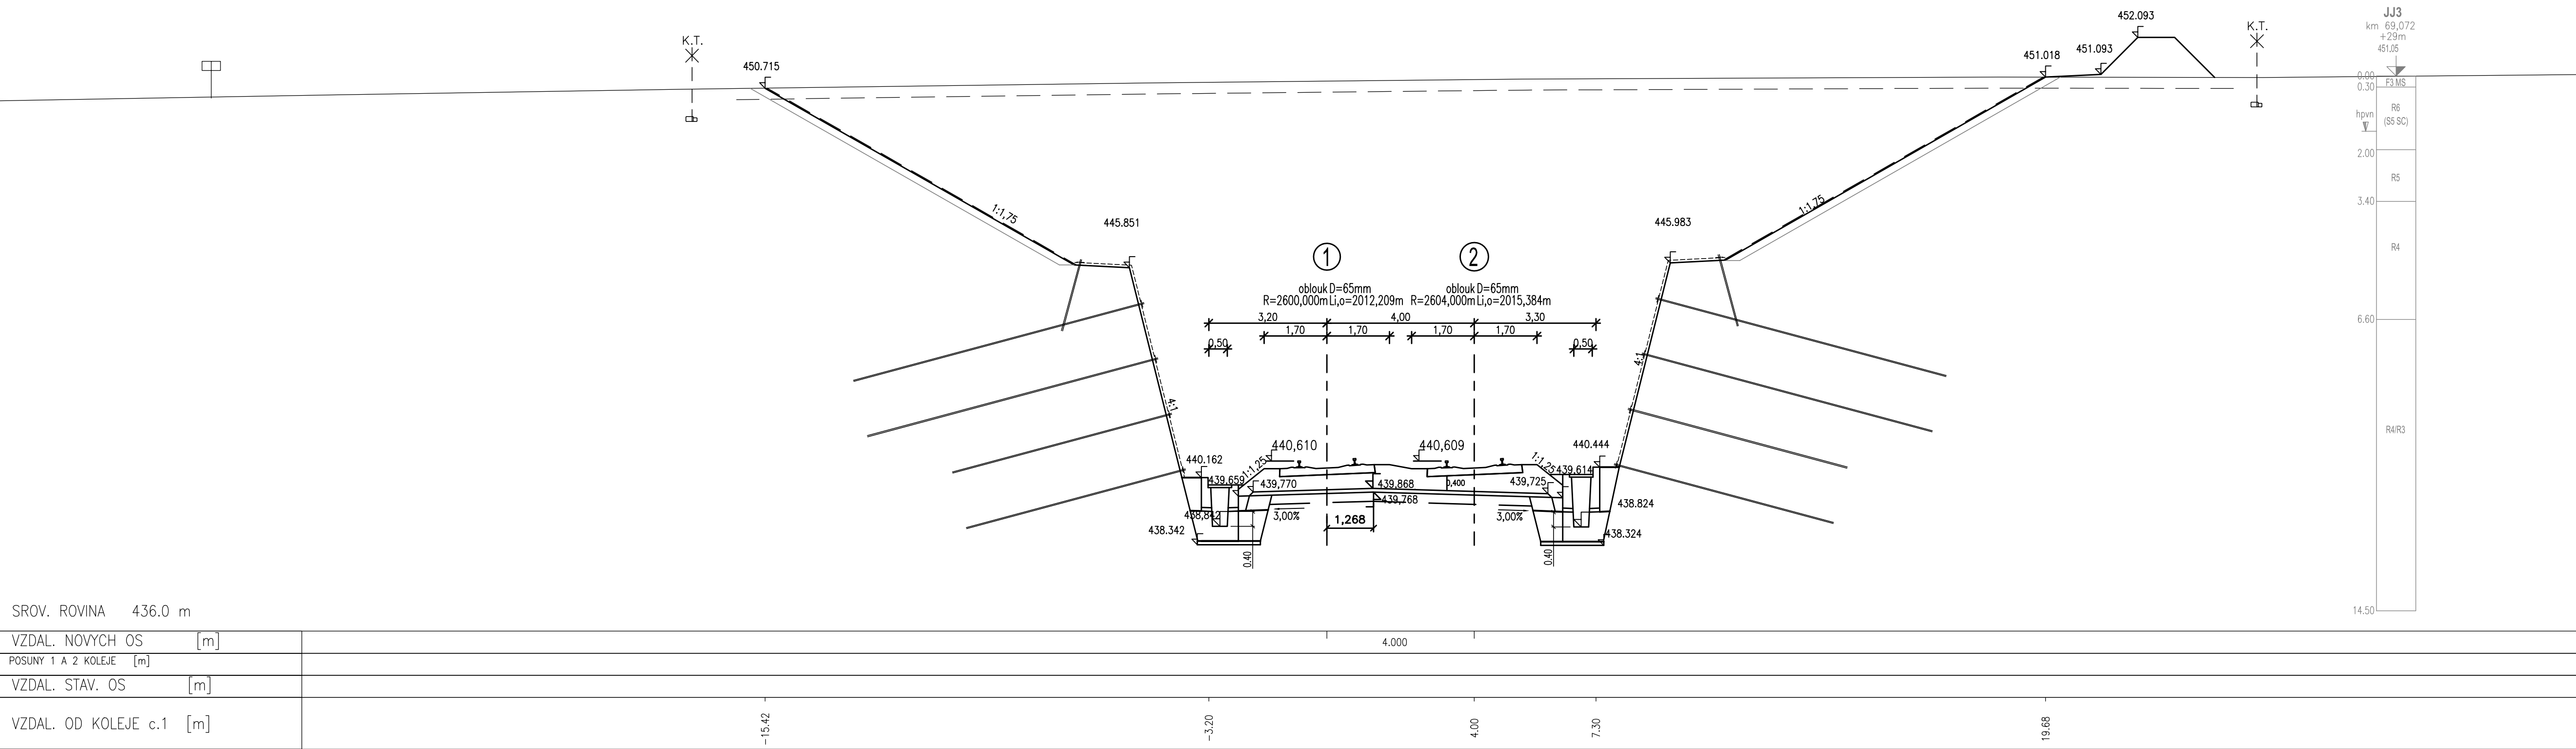 452.093
JJ3
km 69,072
+29m
451,05
K.T.
K.T.
450.715
451.018
451.093
0.00
F3 MS
0.30
R6
(S5 SC)
hpvn
2.00
R5
3.40
R4
6.60
R4/R3
14.50
1:1,75
1:1,75
445.851
445.983
1
2
oblouk D=65mm
R=2600,000m Li,o=2012,209m
oblouk D=65mm
R=2604,000m Li,o=2015,384m
3,20
4,00
3,30
1,70
1,70
1,70
1,70
0,50
0,50
4:1
4:1
440,610
440,609
440.444
440.162
1:1,25
1:1,25
439.659
439,770
439.868
0,400
439,725
439.614
439,768
438,842
438.824
3,00%
1,268
3,00%
438.342
438.324
0.40
0.40
SROV. ROVINA 436.0 m
VZDAL. NOVYCH OS [m]
4.000
POSUNY 1 A 2 KOLEJE [m]
VZDAL. STAV. OS [m]
VZDAL. OD KOLEJE c.1 [m]
-15.42
-3.20
4.00
7.30
19.68